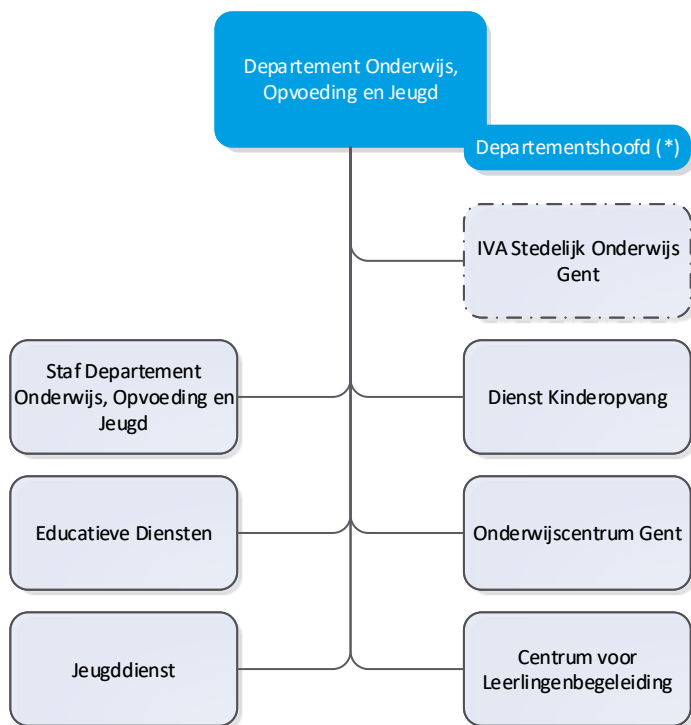 Departement Onderwijs,
Opvoeding en Jeugd
Departementshoofd (*)
IVA Stedelijk Onderwijs
Gent
Staf Departement
Onderwijs, Opvoeding en
Jeugd
Dienst Kinderopvang
Educatieve Diensten
Onderwijscentrum Gent
Jeugddienst
Centrum voor
Leerlingenbegeleiding